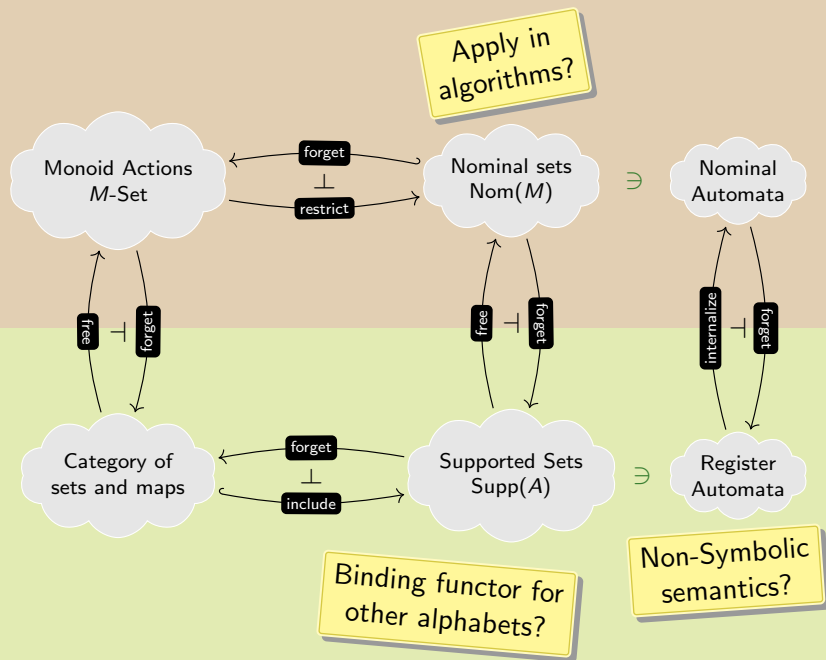 Apply in
algorithms?
Monoid Actions
M-Set
forget
⊥
restrict
Nominal sets
Nom(M)
∋
Nominal
Automata
free
⊣
forget
free
⊣
forget
internalize
⊣
forget
Category of
sets and maps
forget
⊥
include
Supported Sets
Supp(A)
∋
Register
Automata
Binding functor for
other alphabets?
Non-Symbolic
semantics?